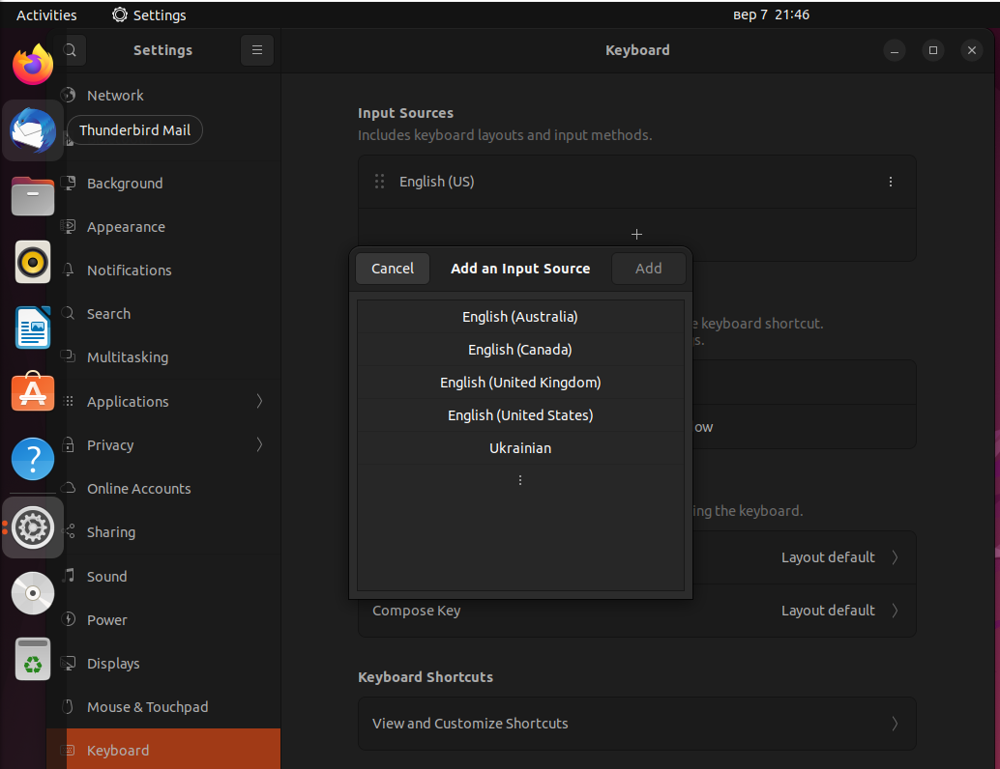 Activities
Settings
вер 7 21:46
Settings
Keyboard
Network
Thunderbird Mail
Background
Appearance
Notifications
Search
Multitasking
Applications
Privacy
Online Accounts
Sharing
Sound
Power
Displays
Mouse & Touchpad
Keyboard
Input Sources
Includes keyboard layouts and input methods.
English (US)
Cancel
Add an Input Source
Add
English (Australia)
English (Canada)
English (United Kingdom)
English (United States)
Ukrainian
keyboard shortcut.
ing the keyboard.
Layout default
Compose Key
Layout default
Keyboard Shortcuts
View and Customize Shortcuts